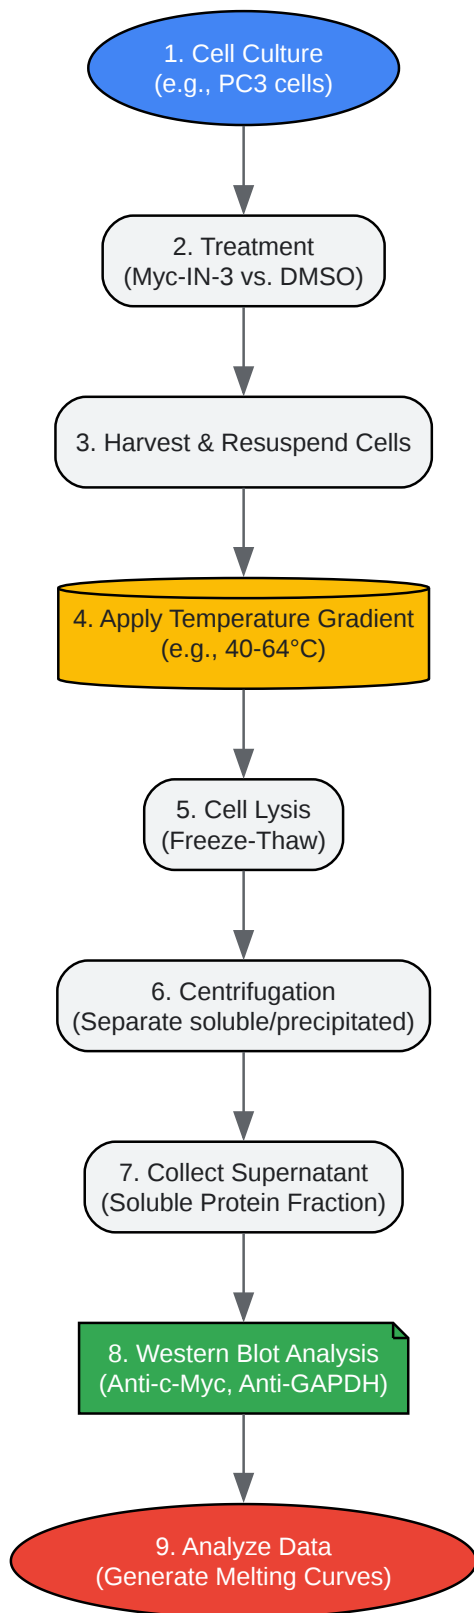 1. Cell Culture
(e.g., PC3 cells)
2. Treatment
(Myc-IN-3 vs. DMSO)
3. Harvest & Resuspend Cells
4. Apply Temperature Gradient
(e.g., 40-64°C)
5. Cell Lysis
(Freeze-Thaw)
6. Centrifugation
(Separate soluble/precipitated)
7. Collect Supernatant
(Soluble Protein Fraction)
8. Western Blot Analysis
(Anti-c-Myc, Anti-GAPDH)
9. Analyze Data
(Generate Melting Curves)